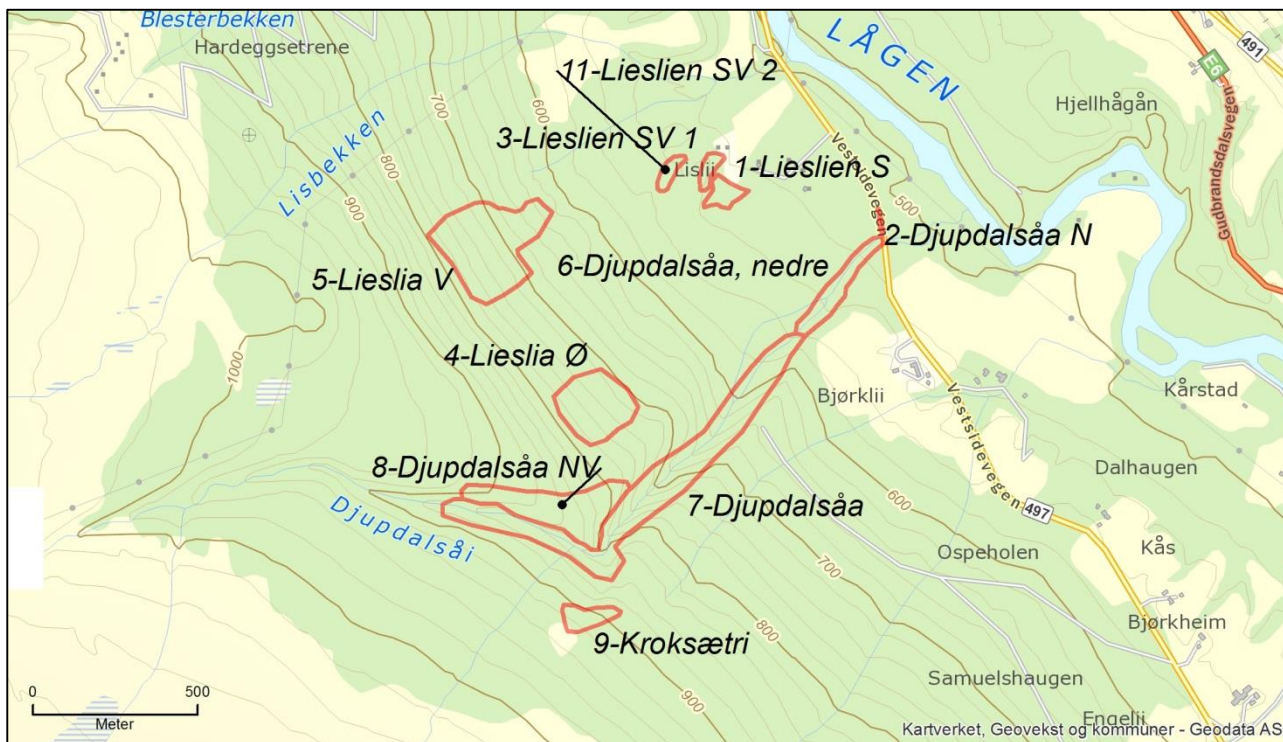 Blesterbekken
Hardeggsetrene
LÅGEN
491
E6
Gudbrandsdalsvegen
Hjellhågån
11-Lieslien SV 2
3-Lieslien SV 1
Lislii
1-Lieslien S
Vestsidevegen
Lisbekken
700
600
800
900
500
2-Djupdalsåa N
5-Lieslia V
6-Djupdalsåa, nedre
1000
4-Lieslia Ø
Bjørklii
Kårstad
Vestsidevegen
Dalhaugen
8-Djupdalsåa NV
7-Djupdalsåa
600
497
Djupdalsåi
Ospeholen
Kås
700
9-Kroksætri
800
Bjørkheim
900
Samuelshaugen
Engelii
0 500
Meter
Kartverket, Geovekst og kommuner - Geodata AS